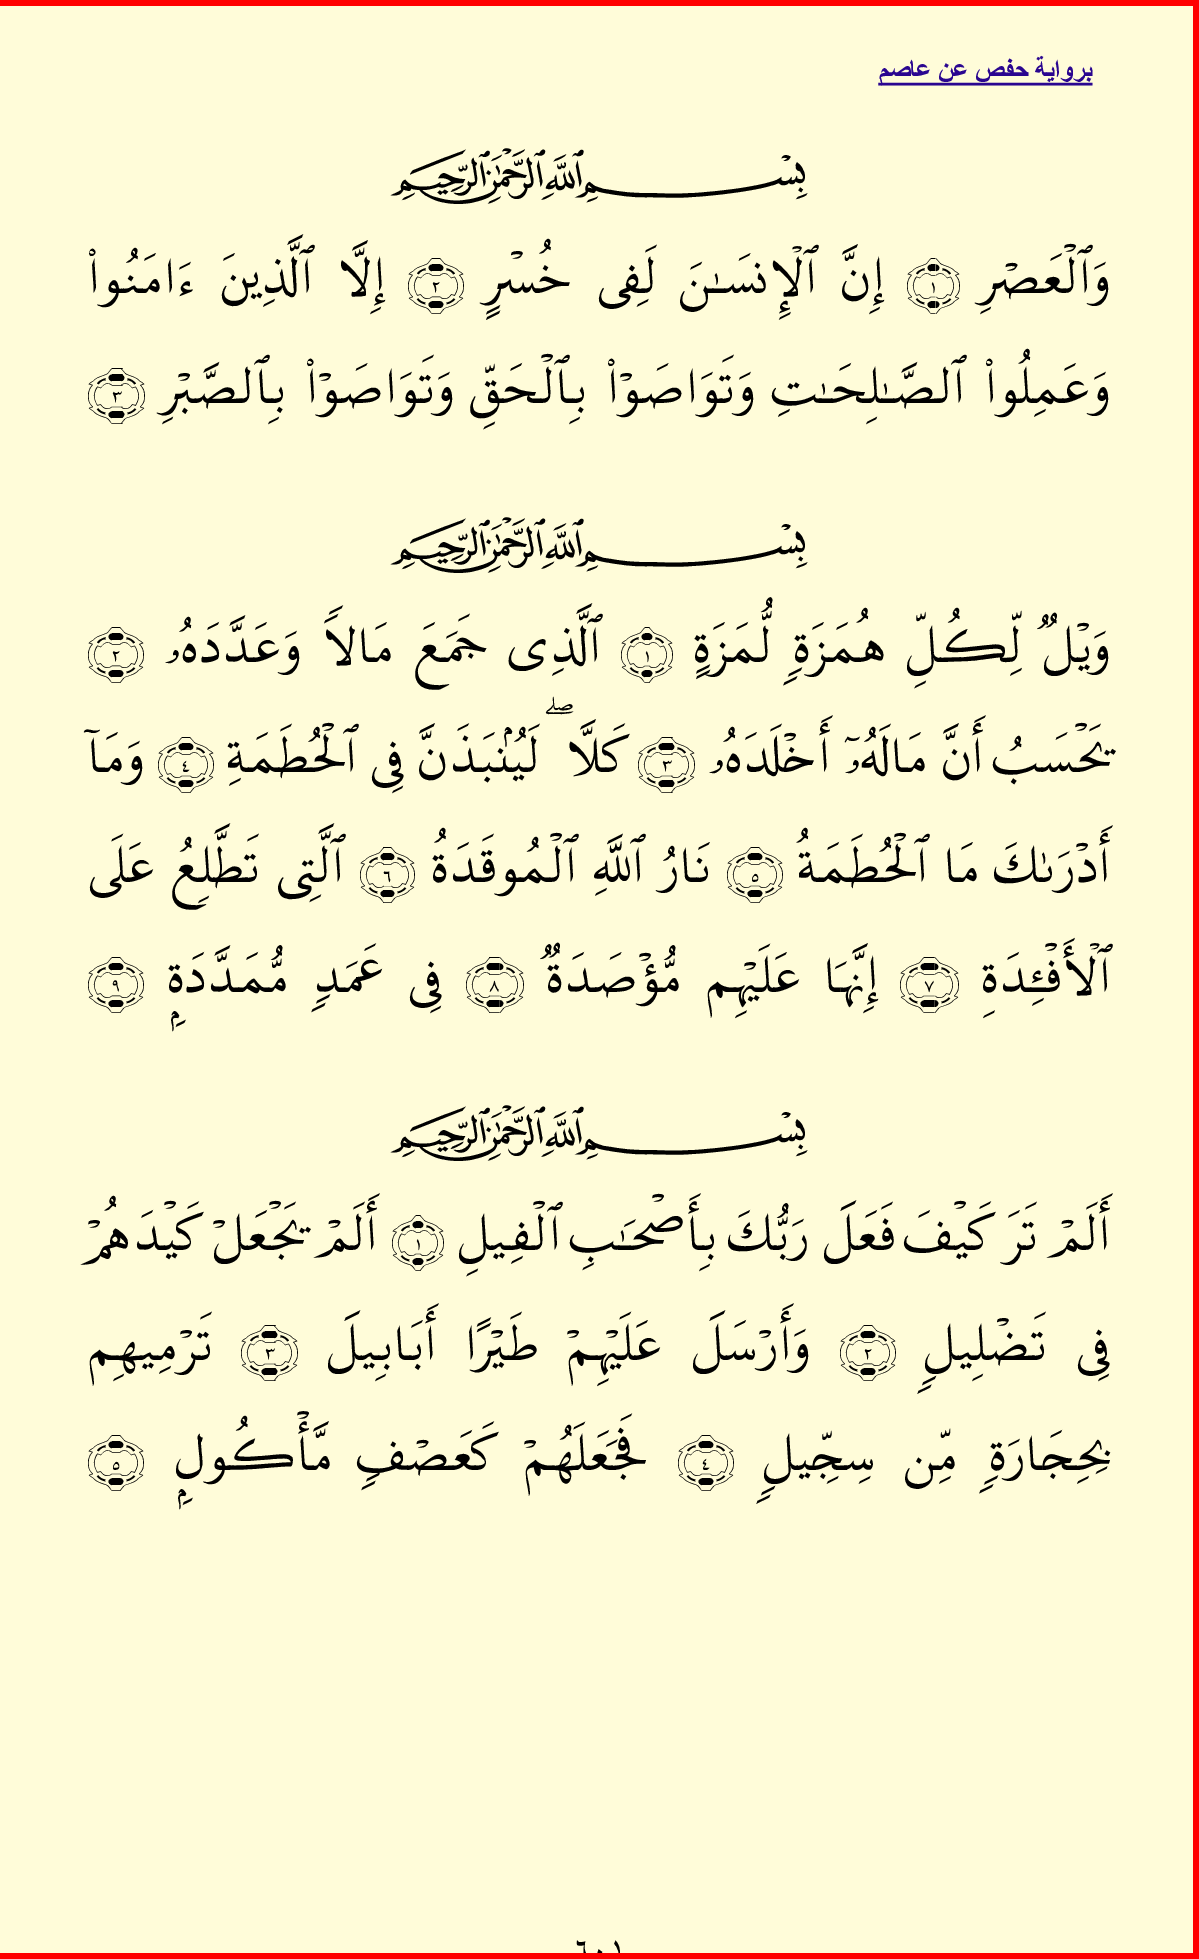 برواية حفص عن عاصم
بِسْمِ ٱللَّهِ ٱلرَّحْمَٰنِ ٱلرَّحِيمِ
وَٱلْعَصْرِ ١ إِنَّ ٱلْإِنسَـٰنَ لَفِى خُسْرٍ ٢ إِلَّا ٱلَّذِينَ ءَامَنُوا۟
وَعَمِلُوا۟ ٱلصَّـٰلِحَـٰتِ وَتَوَاصَوْا۟ بِٱلْحَقِّ وَتَوَاصَوْا۟ بِٱلصَّبْرِ ٣
بِسْمِ ٱللَّهِ ٱلرَّحْمَٰنِ ٱلرَّحِيمِ
وَيْلٌ لِّكُلِّ هُمَزَةٍ لُّمَزَةٍ ١ ٱلَّذِى جَمَعَ مَالًا وَعَدَّدَهُۥ ٢
يَحْسَبُ أَنَّ مَالَهُۥٓ أَخْلَدَهُۥ ٣ كَلَّا ۖ لَيُنۢبَذَنَّ فِى ٱلْحُطَمَةِ ٤ وَمَآ
أَدْرَىٰكَ مَا ٱلْحُطَمَةُ ٥ نَارُ ٱللَّهِ ٱلْمُوقَدَةُ ٦ ٱلَّتِى تَطَّلِعُ عَلَى
ٱلْأَفْـِٔدَةِ ٧ إِنَّهَا عَلَيْهِم مُّؤْصَدَةٌ ٨ فِى عَمَدٍ مُّمَدَّدَةٍۭ ٩
بِسْمِ ٱللَّهِ ٱلرَّحْمَٰنِ ٱلرَّحِيمِ
أَلَمْ تَرَ كَيْفَ فَعَلَ رَبُّكَ بِأَصْحَـٰبِ ٱلْفِيلِ ١ أَلَمْ يَجْعَلْ كَيْدَهُمْ
فِى تَضْلِيلٍ ٢ وَأَرْسَلَ عَلَيْهِمْ طَيْرًا أَبَابِيلَ ٣ تَرْمِيهِم
بِحِجَارَةٍ مِّن سِجِّيلٍ ٤ فَجَعَلَهُمْ كَعَصْفٍ مَّأْكُولٍۭ ٥
٦٠١